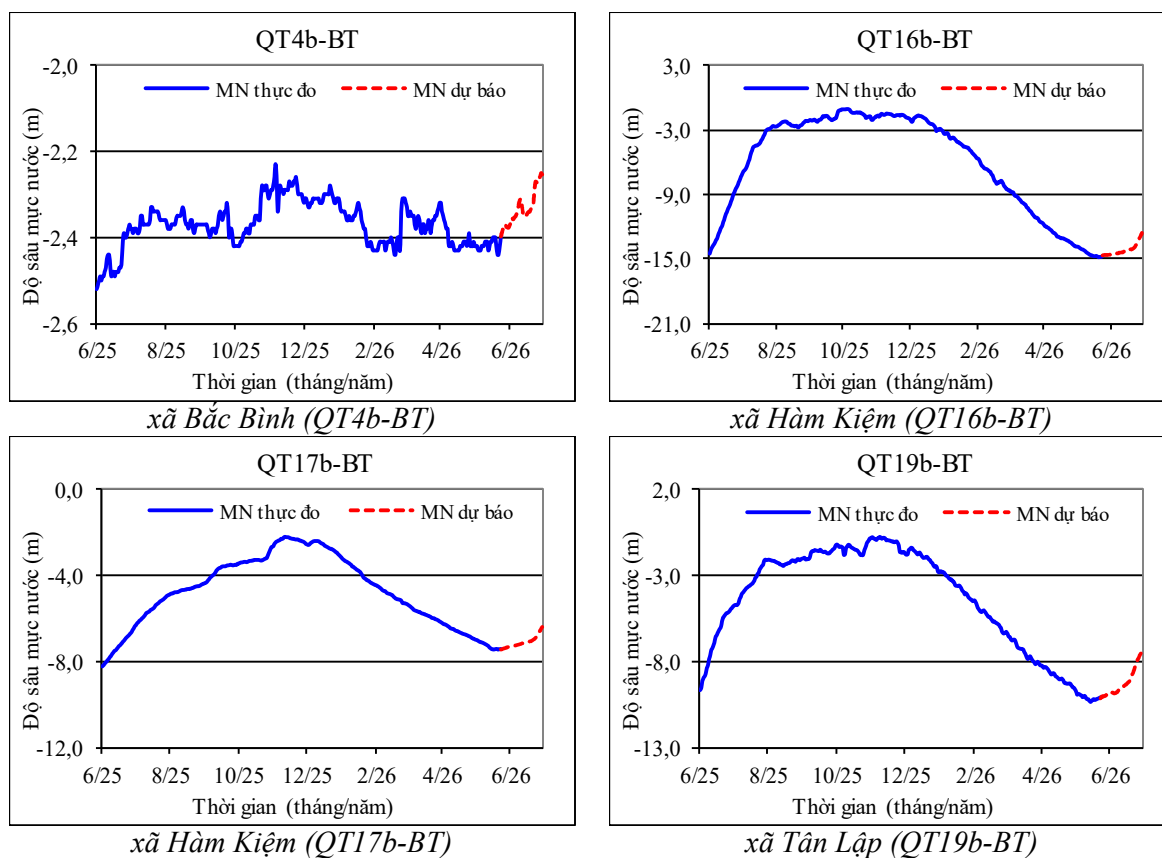 QT4b-BT
-2,0
-2,2
-2,4
-2,6
MN thực đo
MN dự báo
Độ sâu mực nước (m)
6/25 8/25 10/25 12/25 2/26 4/26 6/26
Thời gian (tháng/năm)
xã Bắc Bình (QT4b-BT)
QT16b-BT
3,0
-3,0
-9,0
-15,0
-21,0
MN thực đo
MN dự báo
Độ sâu mực nước (m)
6/25 8/25 10/25 12/25 2/26 4/26 6/26
Thời gian (tháng/năm)
xã Hàm Kiệm (QT16b-BT)
QT17b-BT
0,0
-4,0
-8,0
-12,0
MN thực đo
MN dự báo
Độ sâu mực nước (m)
6/25 8/25 10/25 12/25 2/26 4/26 6/26
Thời gian (tháng/năm)
xã Hàm Kiệm (QT17b-BT)
QT19b-BT
2,0
-3,0
-8,0
-13,0
MN thực đo
MN dự báo
Độ sâu mực nước (m)
6/25 8/25 10/25 12/25 2/26 4/26 6/26
Thời gian (tháng/năm)
xã Tân Lập (QT19b-BT)